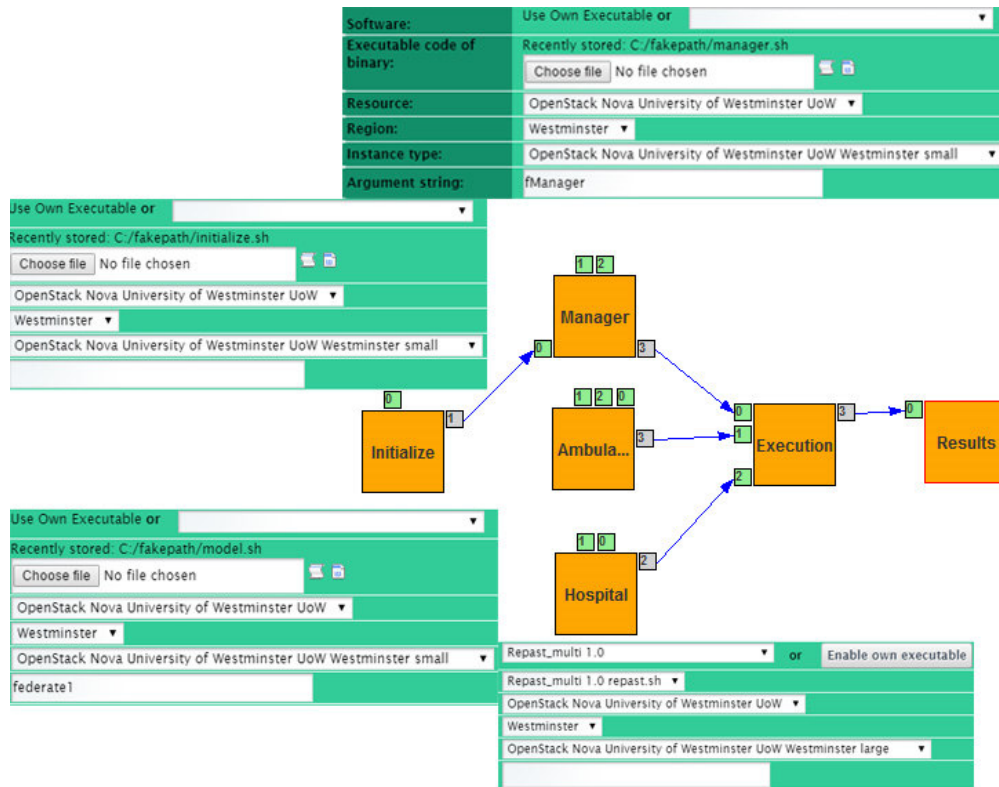 Software:
Use Own Executable or
Executable code of
binary:
Recently stored: C:/fakepath/manager.sh
Choose file No file chosen
Resource:
OpenStack Nova University of Westminster UoW
Region:
Westminster
Instance type:
OpenStack Nova University of Westminster UoW Westminster small
Argument string:
fManager
Use Own Executable or
Recently stored: C:/fakepath/initialize.sh
Choose file No file chosen
OpenStack Nova University of Westminster UoW
Westminster
OpenStack Nova University of Westminster UoW Westminster small
1 2
Manager
0
3
0
1
Initialize
1 2 0
Ambula...
3
0
1
2
Execution
3
0
Results
1 0
Hospital
2
Use Own Executable or
Recently stored: C:/fakepath/model.sh
Choose file No file chosen
OpenStack Nova University of Westminster UoW
Westminster
OpenStack Nova University of Westminster UoW Westminster small
federate1
Repast_multi 1.0 or Enable own executable
Repast_multi 1.0 repast.sh
OpenStack Nova University of Westminster UoW
Westminster
OpenStack Nova University of Westminster UoW Westminster large